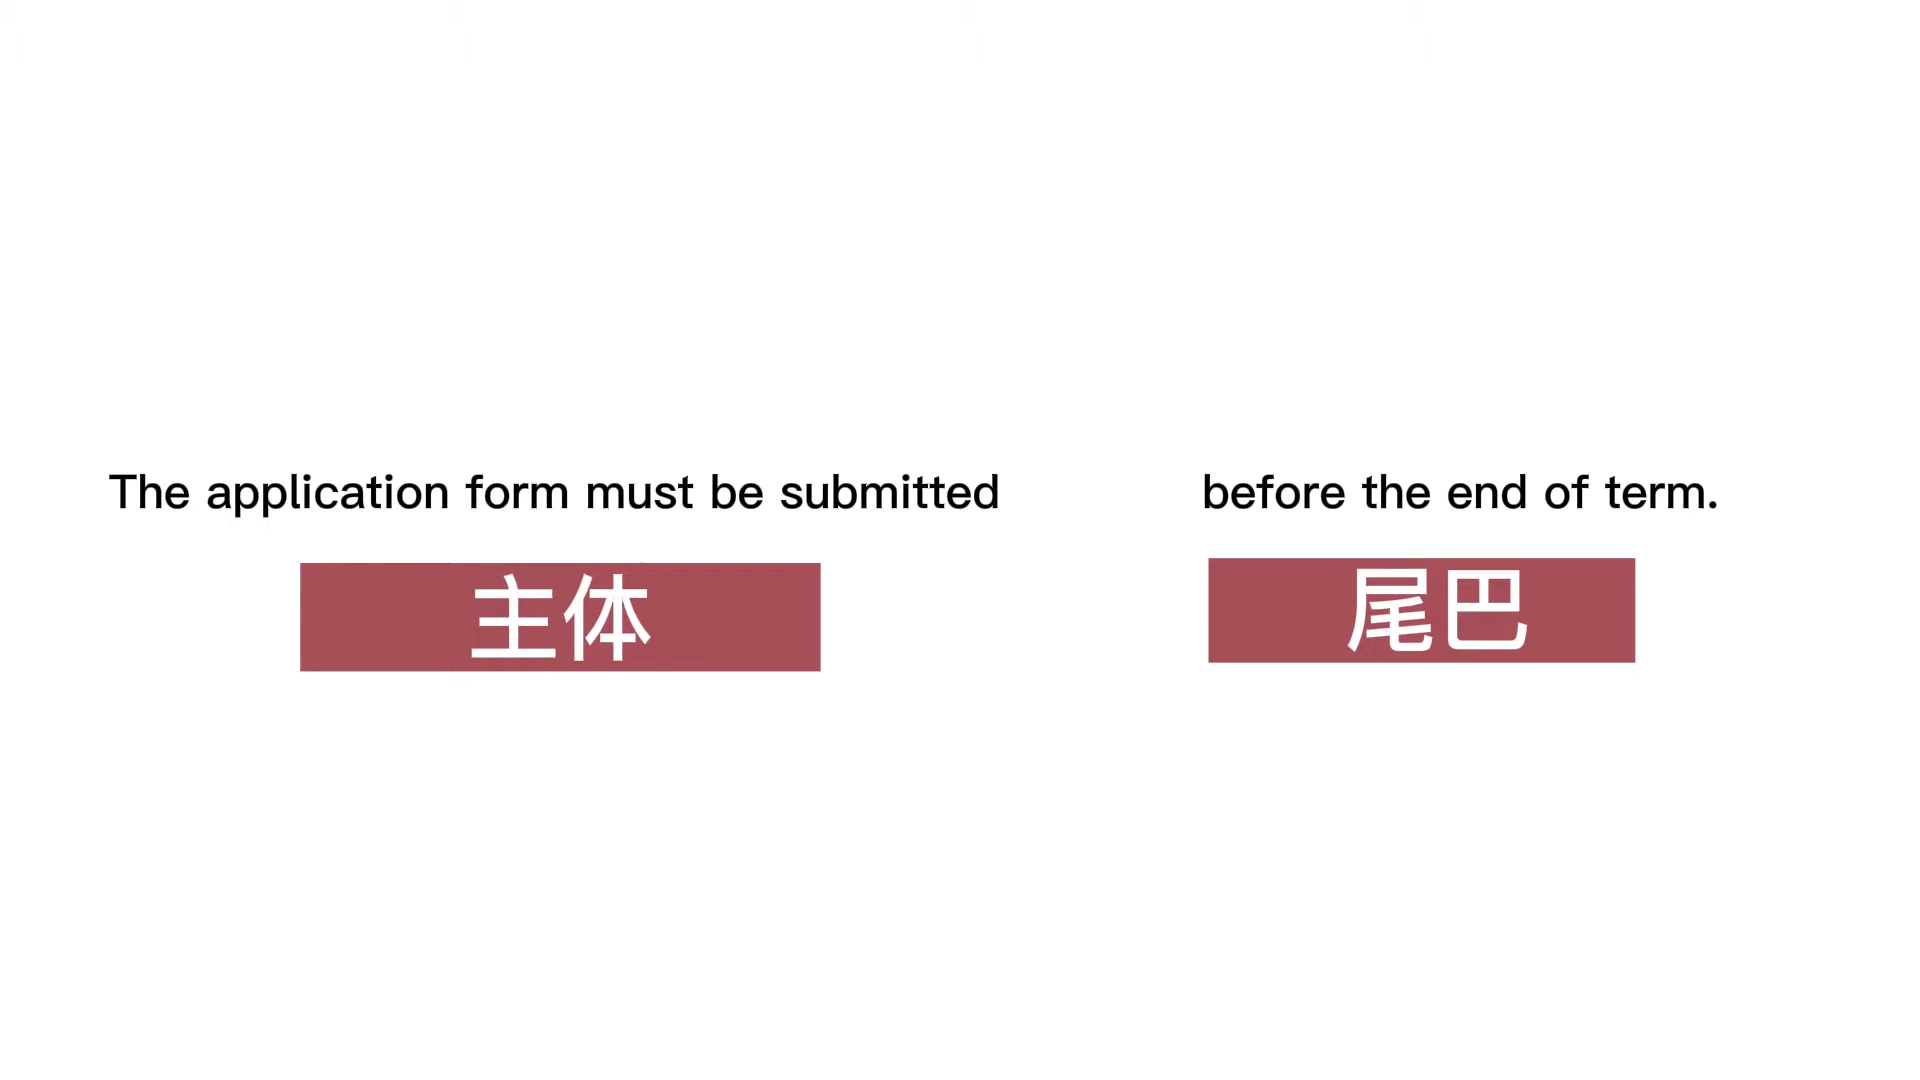 The application form must be submitted before the end of term.
主体 尾巴